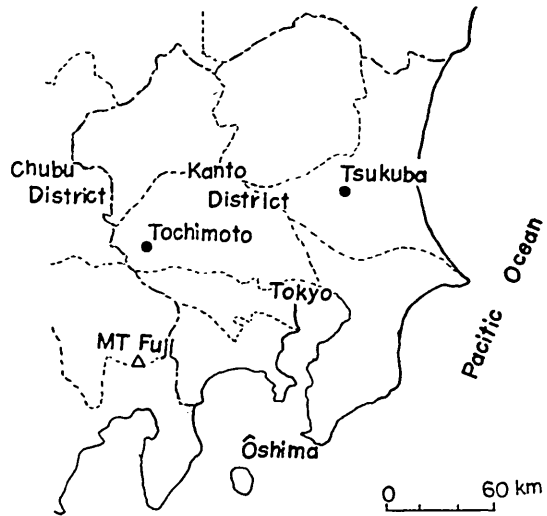 Chubu
District
Kanto
District
Tsukuba
Tochimoto
Tokyo
MT Fuji
Ôshima
Pacific Ocean
0 60 km